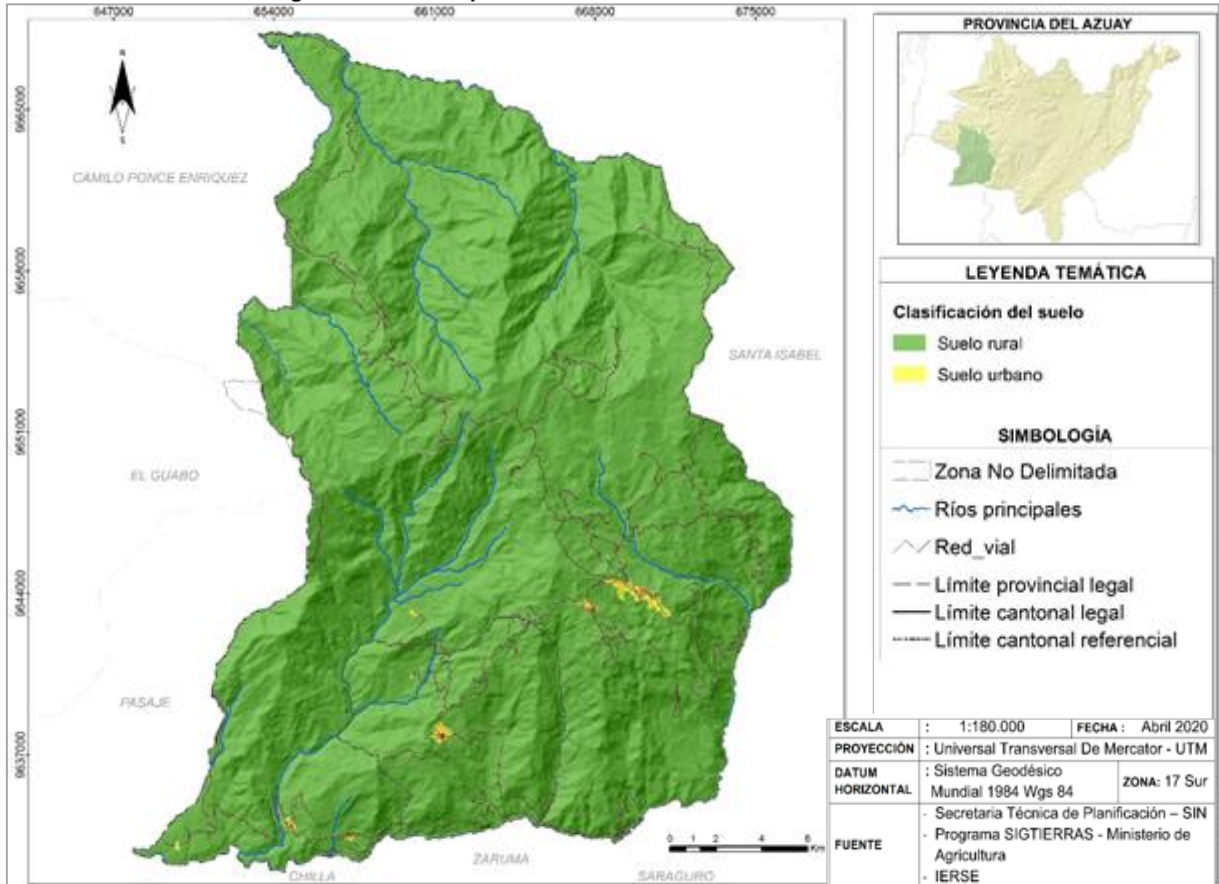 647000 654000 661000 668000 675000
9665000
9658000
9651000
9644000
9637000
N
S
CAMILO PONCE ENRIQUEZ
SANTA ISABEL
EL GUABO
PASAJE
ZARUMA
CHILLA
SARAGURO
0 1 2 4 6
Km
PROVINCIA DEL AZUAY
LEYENDA TEMÁTICA
Clasificación del suelo
Suelo rural
Suelo urbano
SIMBOLOGÍA
Zona No Delimitada
Ríos principales
Red_vial
Límite provincial legal
Límite cantonal legal
Límite cantonal referencial
ESCALA : 1:180.000 FECHA : Abril 2020
PROYECCIÓN : Universal Transversal De Mercator - UTM
DATUM HORIZONTAL : Sistema Geodésico
Mundial 1984 Wgs 84 ZONA: 17 Sur
FUENTE
- Secretaria Técnica de Planificación – SIN
- Programa SIGTIERRAS - Ministerio de
Agricultura
- IERSE